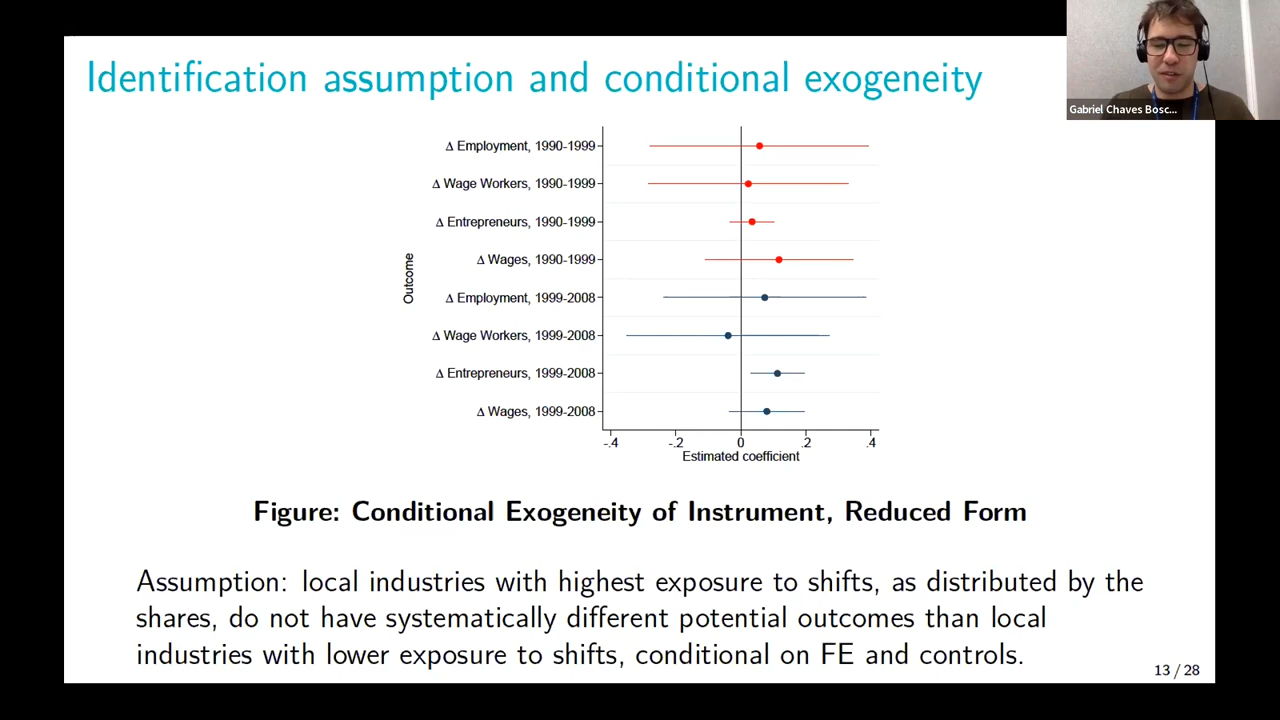 Identification assumption and conditional exogeneity
Gabriel Chaves Bosc...
Δ Employment, 1990-1999
Δ Wage Workers, 1990-1999
Δ Entrepreneurs, 1990-1999
Δ Wages, 1990-1999
Δ Employment, 1999-2008
Δ Wage Workers, 1999-2008
Δ Entrepreneurs, 1999-2008
Δ Wages, 1999-2008
Outcome
-.4 -.2 0 .2 .4
Estimated coefficient
Figure: Conditional Exogeneity of Instrument, Reduced Form
Assumption: local industries with highest exposure to shifts, as distributed by the
shares, do not have systematically different potential outcomes than local
industries with lower exposure to shifts, conditional on FE and controls.
13 / 28